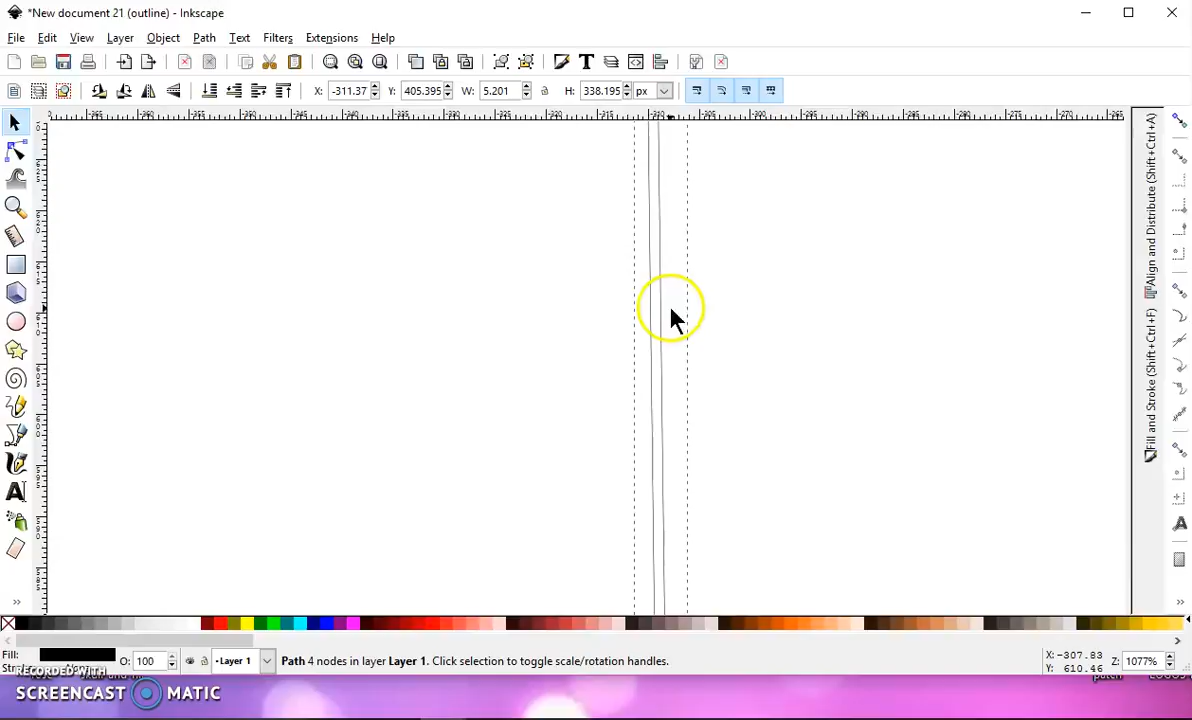 *New document 21 (outline) - Inkscape
File Edit View Layer Object Path Text Filters Extensions Help
X: -311.37 Y: 405.395 W: 5.201 H: 338.195 px
Align and Distribute (Shift+Ctrl+A)
Fill and Stroke (Shift+Ctrl+F)
Fill: O: 100 •Layer 1 Path 4 nodes in layer Layer 1. Click selection to toggle scale/rotation handles. X: -307.83 Y: 610.46 Z: 1077%
RECORDED WITH
SCREENCAST MATIC